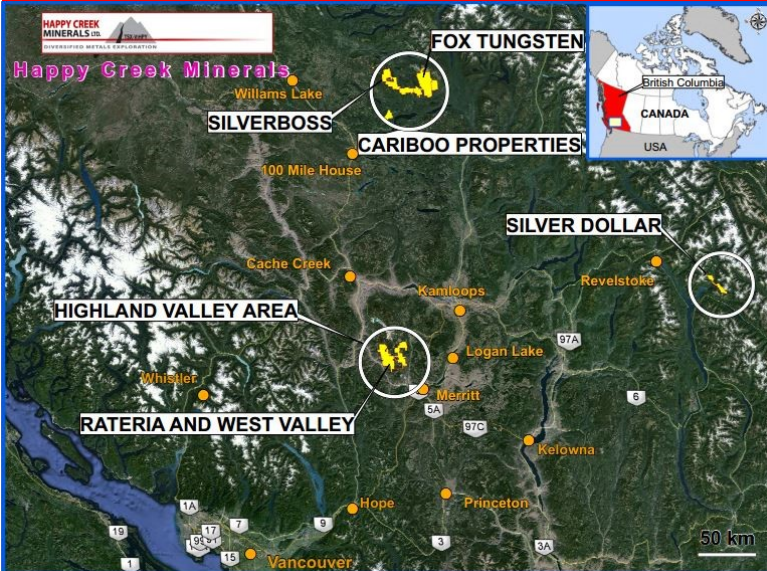 HAPPY CREEK
MINERALS LTD.
TSX-V:HPY
DIVERSIFIED METALS EXPLORATION
Happy Creek Minerals
FOX TUNGSTEN
Willams Lake
SILVERBOSS
CARIBOO PROPERTIES
100 Mile House
British Columbia
CANADA
USA
SILVER DOLLAR
Cache Creek
Revelstoke
Kamloops
HIGHLAND VALLEY AREA
97A
Logan Lake
Whistler
Merritt
5A
6
RATERIA AND WEST VALLEY
97C
Kelowna
1A
Hope
Princeton
19
17
7
9
1
15
Vancouver
3
3A
50 km